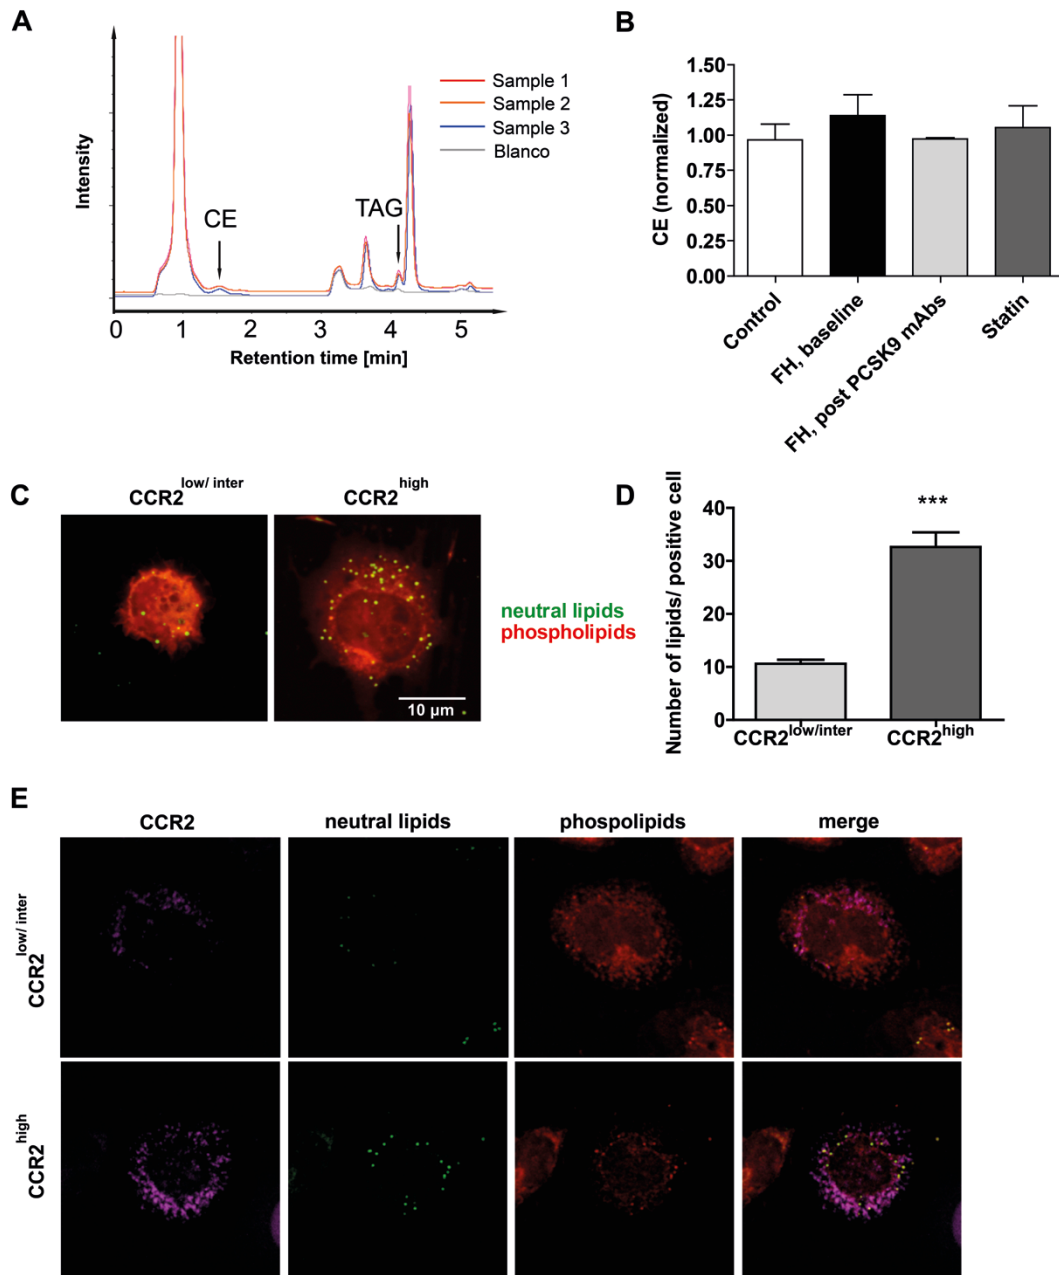 A
Intensity
Sample 1
Sample 2
Sample 3
Blanco
CE
TAG
0 1 2 3 4 5
Retention time [min]
B
CE (normalized)
1.50
1.25
1.00
0.75
0.50
0.25
0.00
Control
FH, baseline
FH, post PCSK9 mAbs
Statin
C
CCR2low/ inter
CCR2high
neutral lipids
phospholipids
10 µm
D
Number of lipids/ positive cell
40
30
20
10
0
***
CCR2low/inter
CCR2high
E
CCR2
neutral lipids
phospolipids
merge
CCR2low/ inter
CCR2high